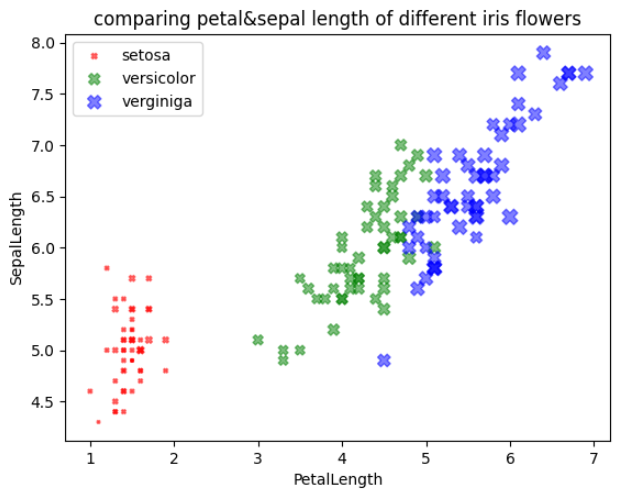 comparing petal&sepal length of different iris flowers
setosa
versicolor
verginiga
SepalLength
8.0
7.5
7.0
6.5
6.0
5.5
5.0
4.5
1 2 3 4 5 6 7
PetalLength